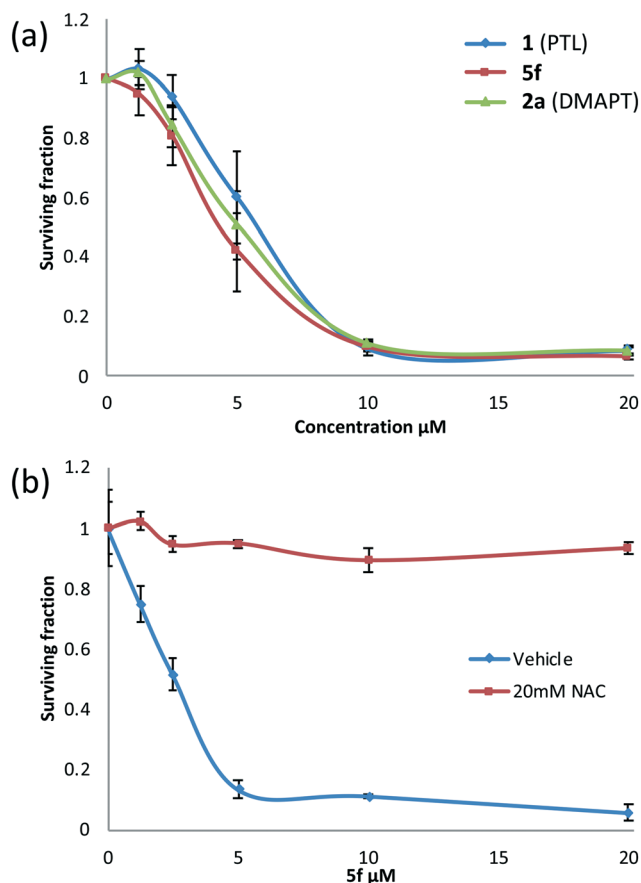 (a)
1.2
1
0.8
0.6
0.4
0.2
0
Surviving fraction
1 (PTL)
5f
2a (DMAPT)
0 5 10 15 20
Concentration µM
(b)
1.2
1
0.8
0.6
0.4
0.2
0
Surviving fraction
Vehicle
20mM NAC
0 5 10 15 20
5f µM